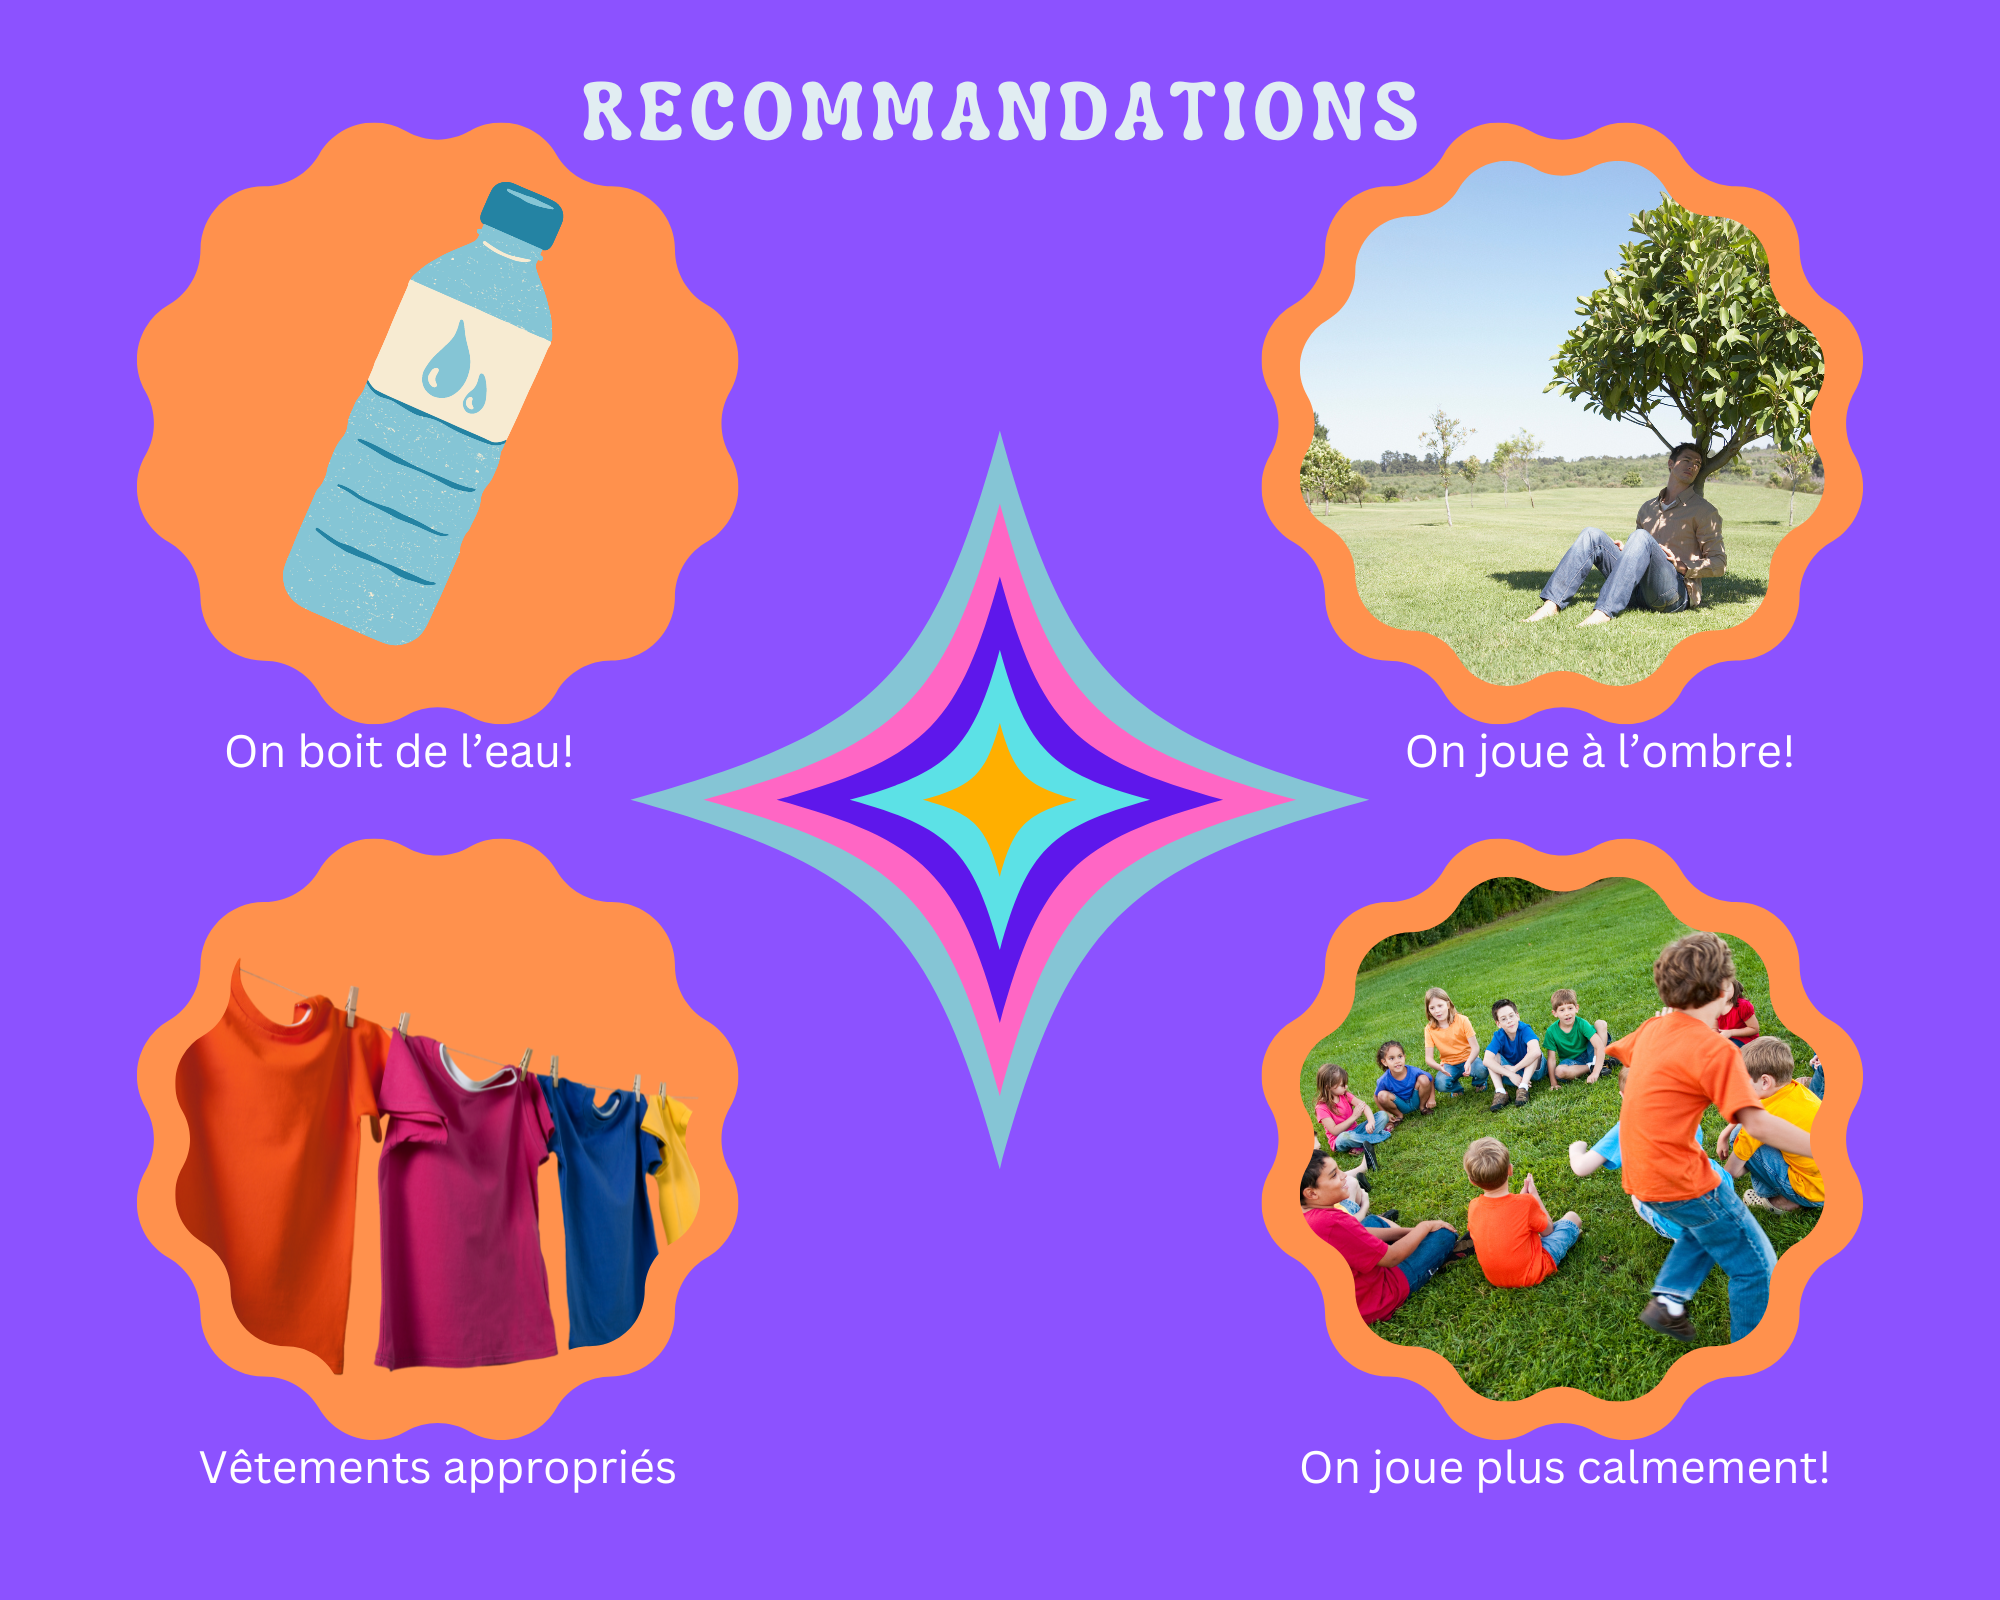 RECOMMANDATIONS
On boit de l’eau!
On joue à l’ombre!
Vêtements appropriés
On joue plus calmement!